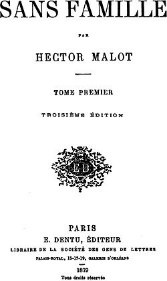 SANS FAMILLE
PAR
HECTOR MALOT
TOME PREMIER
TROISIÈME ÉDITION
ED
PARIS
E. DENTU, ÉDITEUR
LIBRAIRE DE LA SOCIÉTÉ DES GENS DE LETTRES
PALAIS-ROYAL, 15-17-19, GALERIE D'ORLÉANS
Tous droits réservés